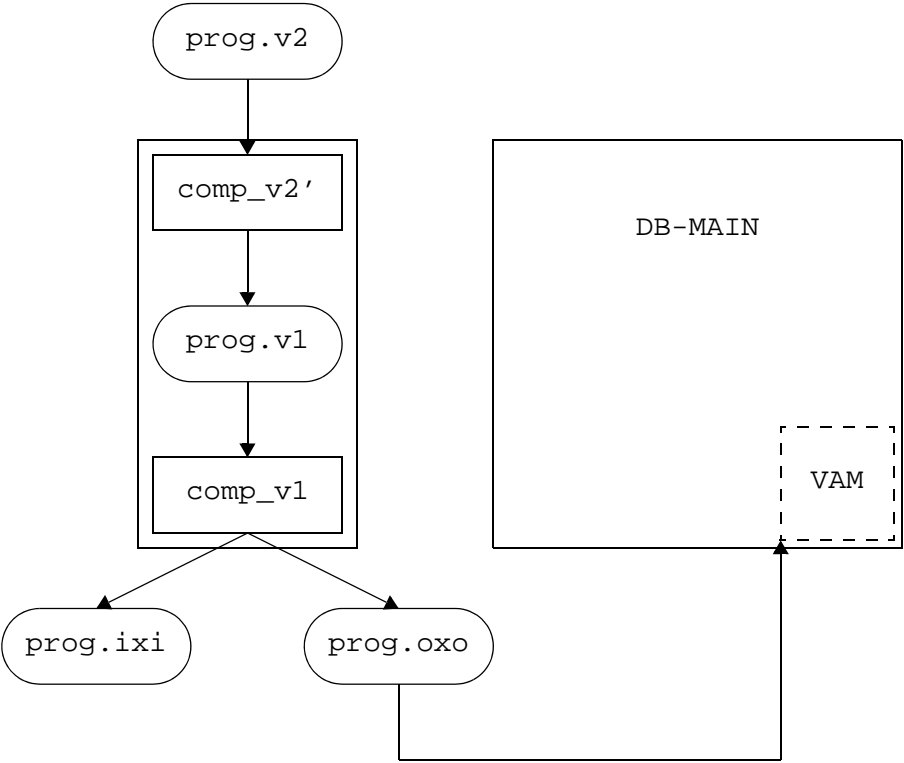 prog.v2
comp_v2’
DB-MAIN
prog.v1
VAM
comp_v1
prog.ixi
prog.oxo